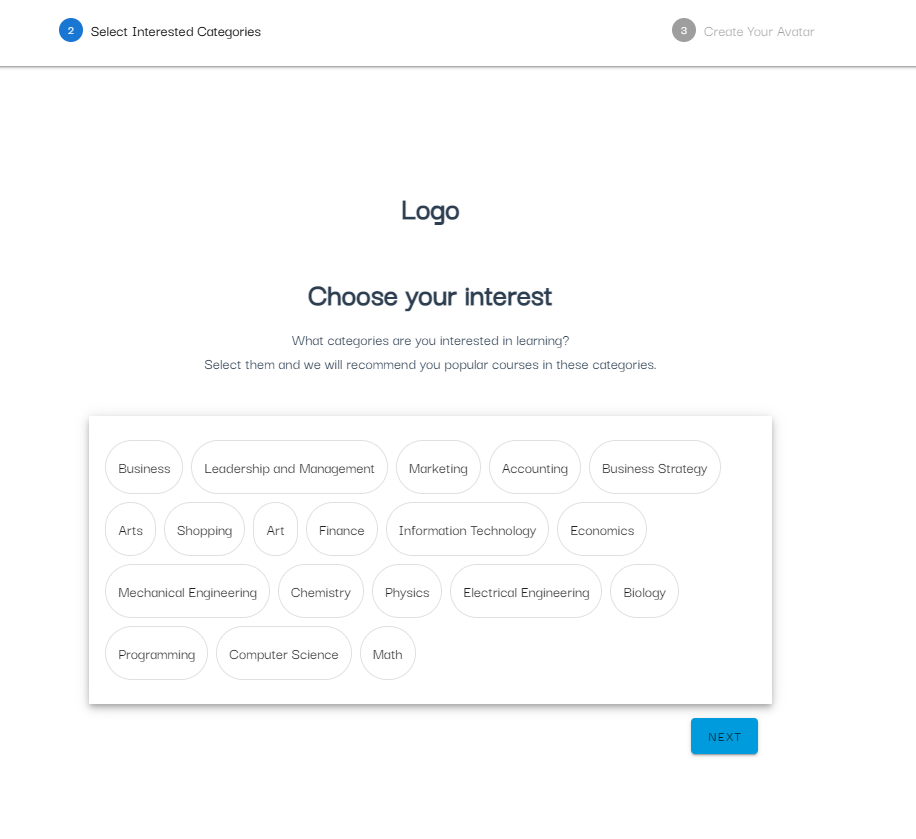 2 Select Interested Categories 3 Create Your Avatar
Logo
Choose your interest
What categories are you interested in learning?
Select them and we will recommend you popular courses in these categories.
Business Leadership and Management Marketing Accounting Business Strategy
Arts Shopping Art Finance Information Technology Economics
Mechanical Engineering Chemistry Physics Electrical Engineering Biology
Programming Computer Science Math
NEXT